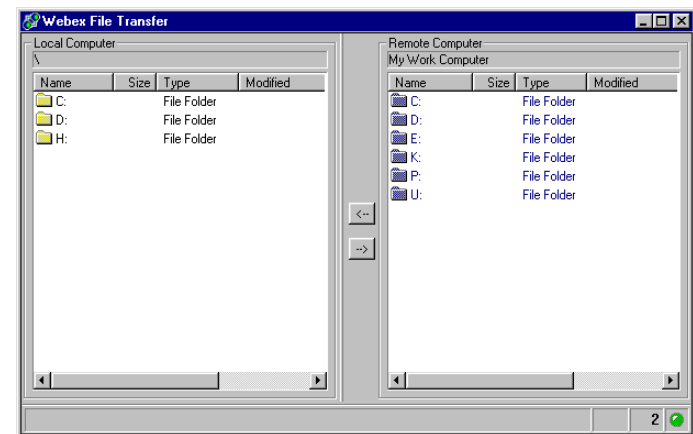 Webex File Transfer
Local Computer
\
Name Size Type Modified
C: File Folder
D: File Folder
H: File Folder
<--
-->
Remote Computer
My Work Computer
Name Size Type Modified
C: File Folder
D: File Folder
E: File Folder
K: File Folder
P: File Folder
U: File Folder
2